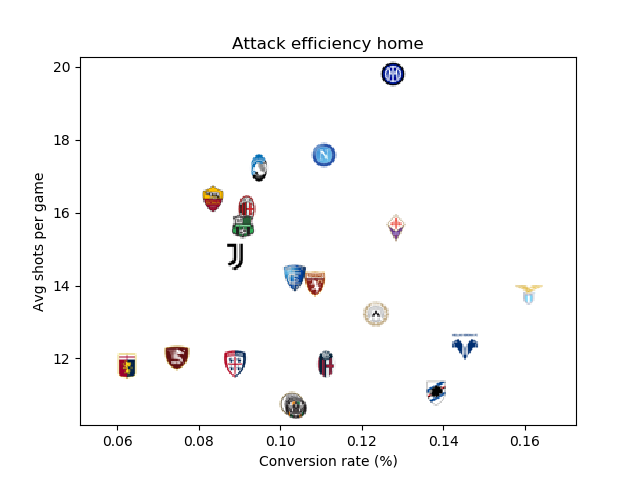 Attack efficiency home
20
18
16
14
12
Avg shots per game
0.06 0.08 0.10 0.12 0.14 0.16
Conversion rate (%)
N